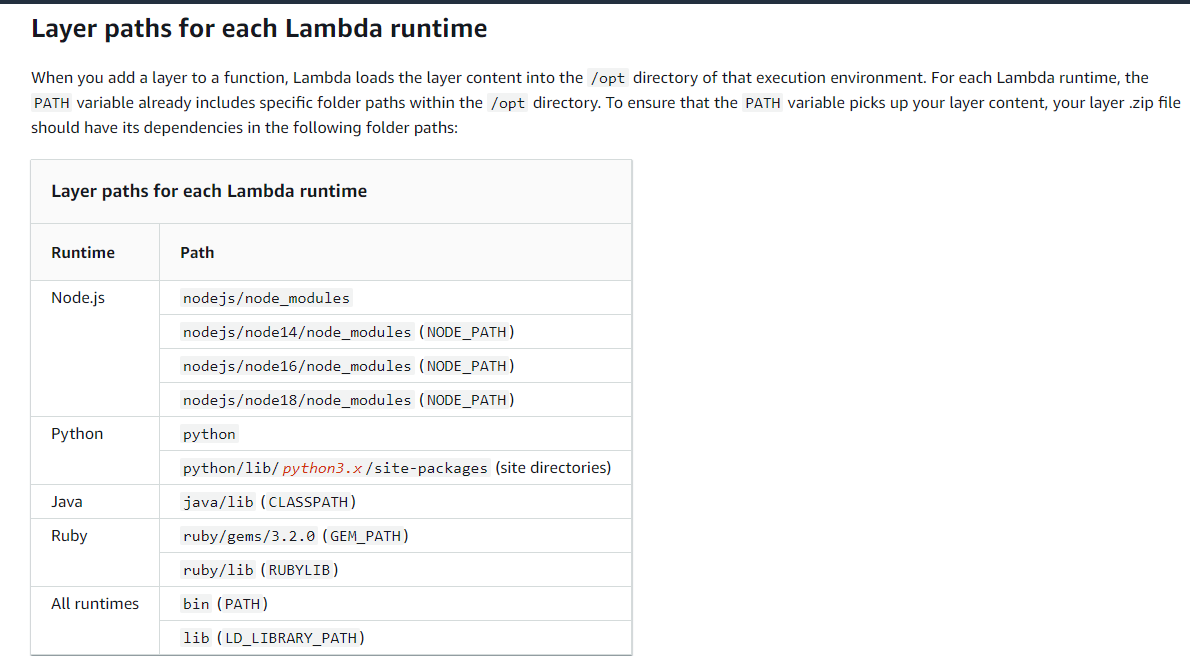 Layer paths for each Lambda runtime
When you add a layer to a function, Lambda loads the layer content into the /opt directory of that execution environment. For each Lambda runtime, the
PATH variable already includes specific folder paths within the /opt directory. To ensure that the PATH variable picks up your layer content, your layer .zip file
should have its dependencies in the following folder paths:
Layer paths for each Lambda runtime
Runtime Path
Node.js nodejs/node_modules
nodejs/node14/node_modules (NODE_PATH)
nodejs/node16/node_modules (NODE_PATH)
nodejs/node18/node_modules (NODE_PATH)
Python python
python/lib/python3.x/site-packages (site directories)
Java java/lib (CLASSPATH)
Ruby ruby/gems/3.2.0 (GEM_PATH)
ruby/lib (RUBYLIB)
All runtimes bin (PATH)
lib (LD_LIBRARY_PATH)